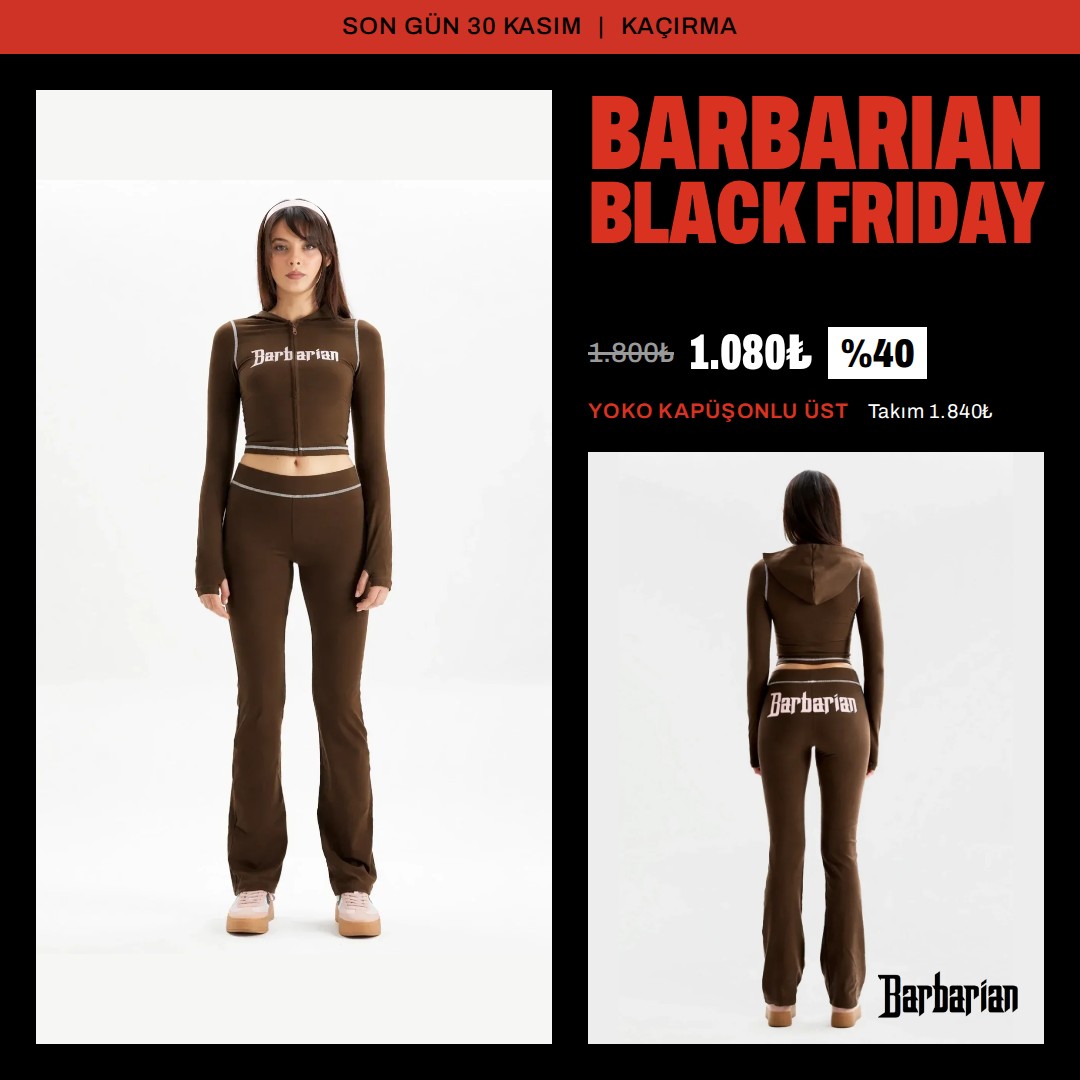 SON GÜN 30 KASIM | KAÇIRMA
BARBARIAN
BLACK FRIDAY
1.800₺ 1.080₺ %40
YOKO KAPÜŞONLU ÜST Takım 1.840₺
Barbarian
Barbarian
Barbarian